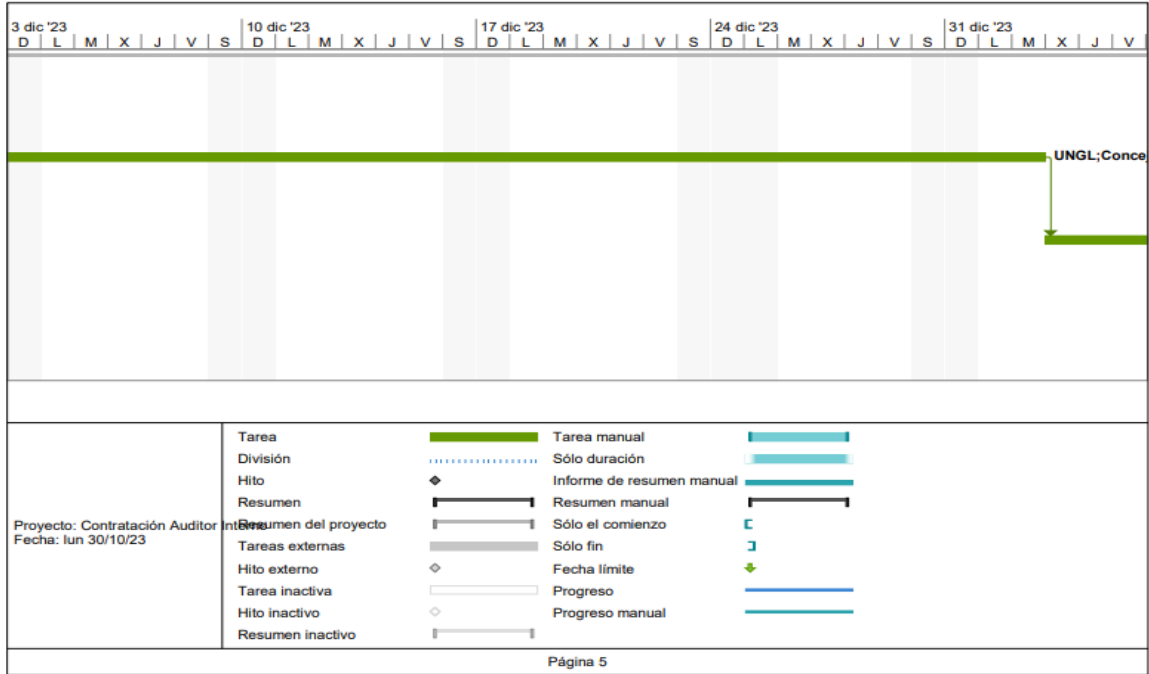 3 dic '23 10 dic '23 17 dic '23 24 dic '23 31 dic '23
D L M X J V S D L M X J V S D L M X J V S D L M X J V S D L M X J V
UNGL;Conce
Proyecto: Contratación Auditor Interno
Fecha: lun 30/10/23
Tarea
División
Hito
Resumen
Resumen del proyecto
Tareas externas
Hito externo
Tarea inactiva
Hito inactivo
Resumen inactivo
Tarea manual
Sólo duración
Informe de resumen manual
Resumen manual
Sólo el comienzo
Sólo fin
Fecha límite
Progreso
Progreso manual
Página 5